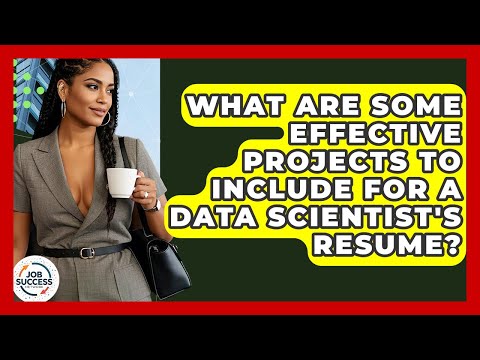 WHAT ARE SOME
EFFECTIVE
PROJECTS TO
INCLUDE FOR A
DATA SCIENTIST'S
RESUME?
JOB
SUCCESS